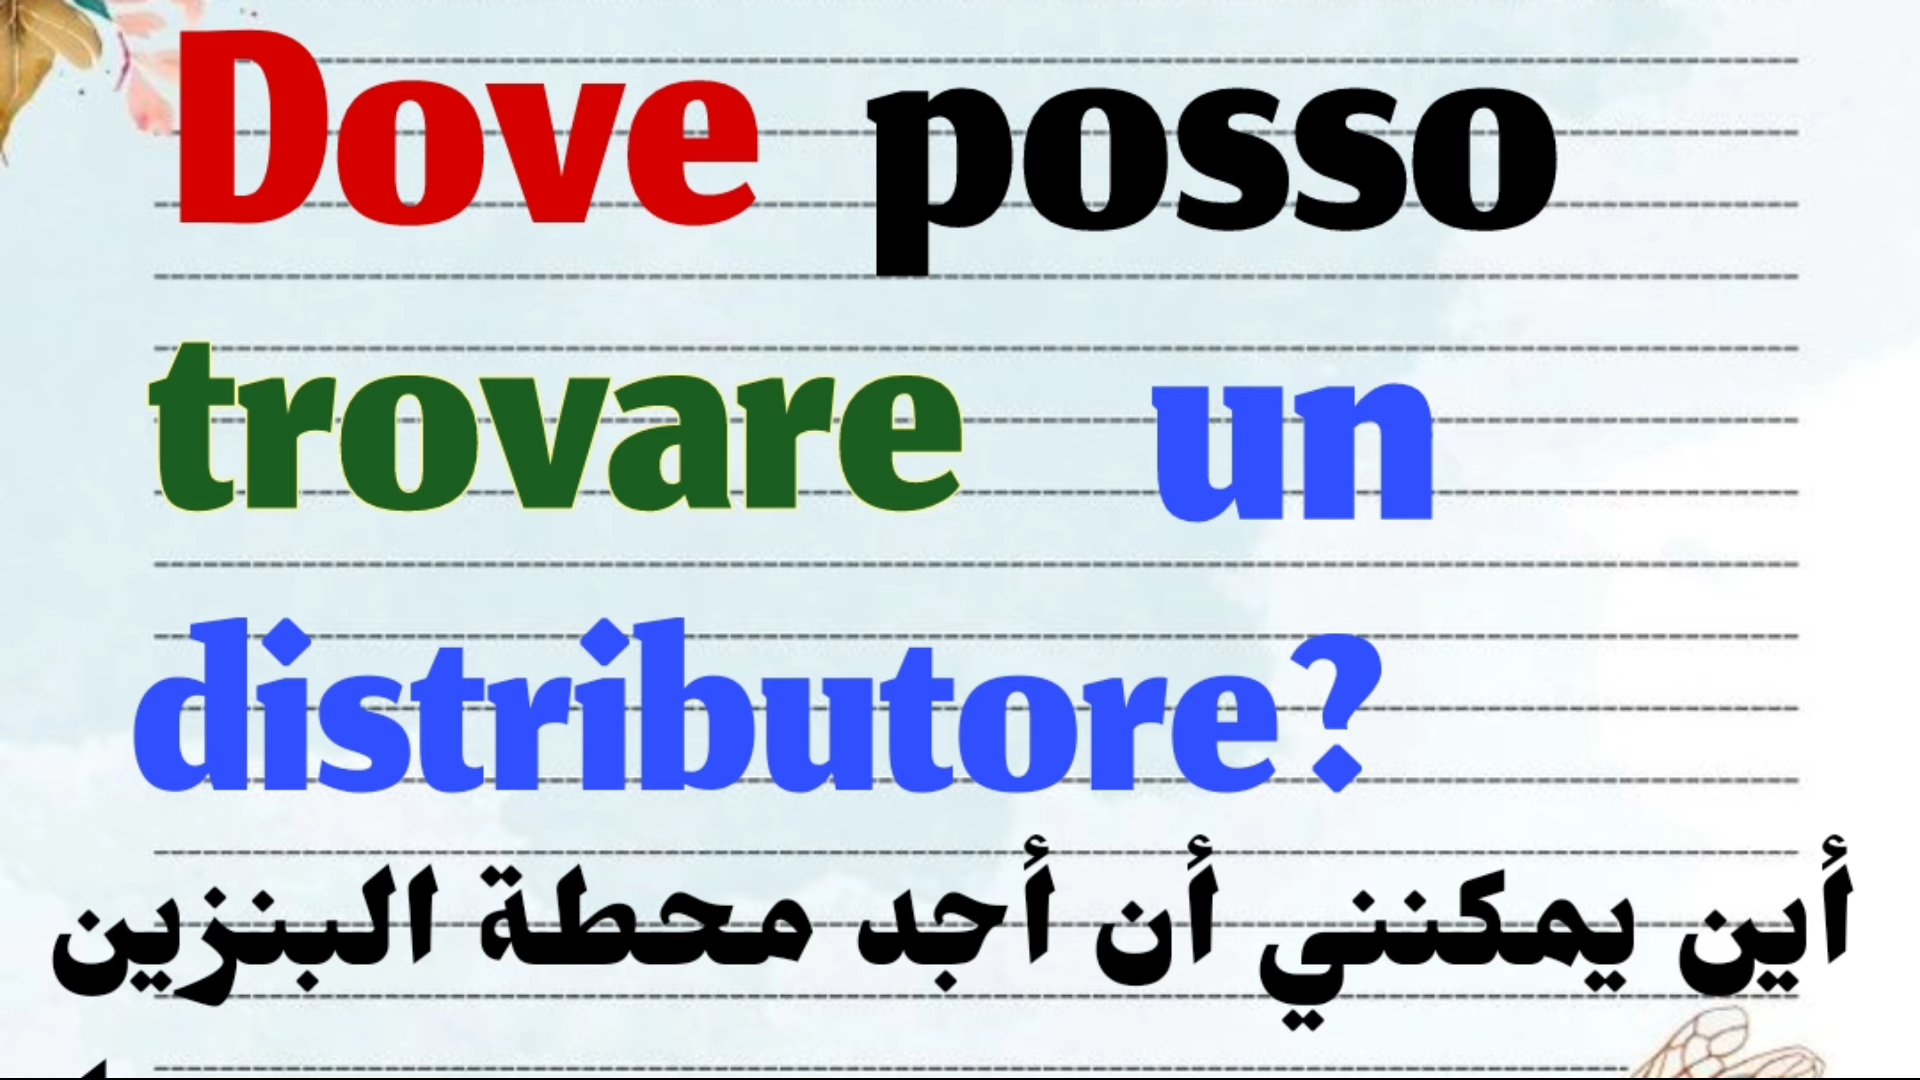 Dove posso
trovare un
distributore?
أين يمكنني أن أجد محطة البنزين